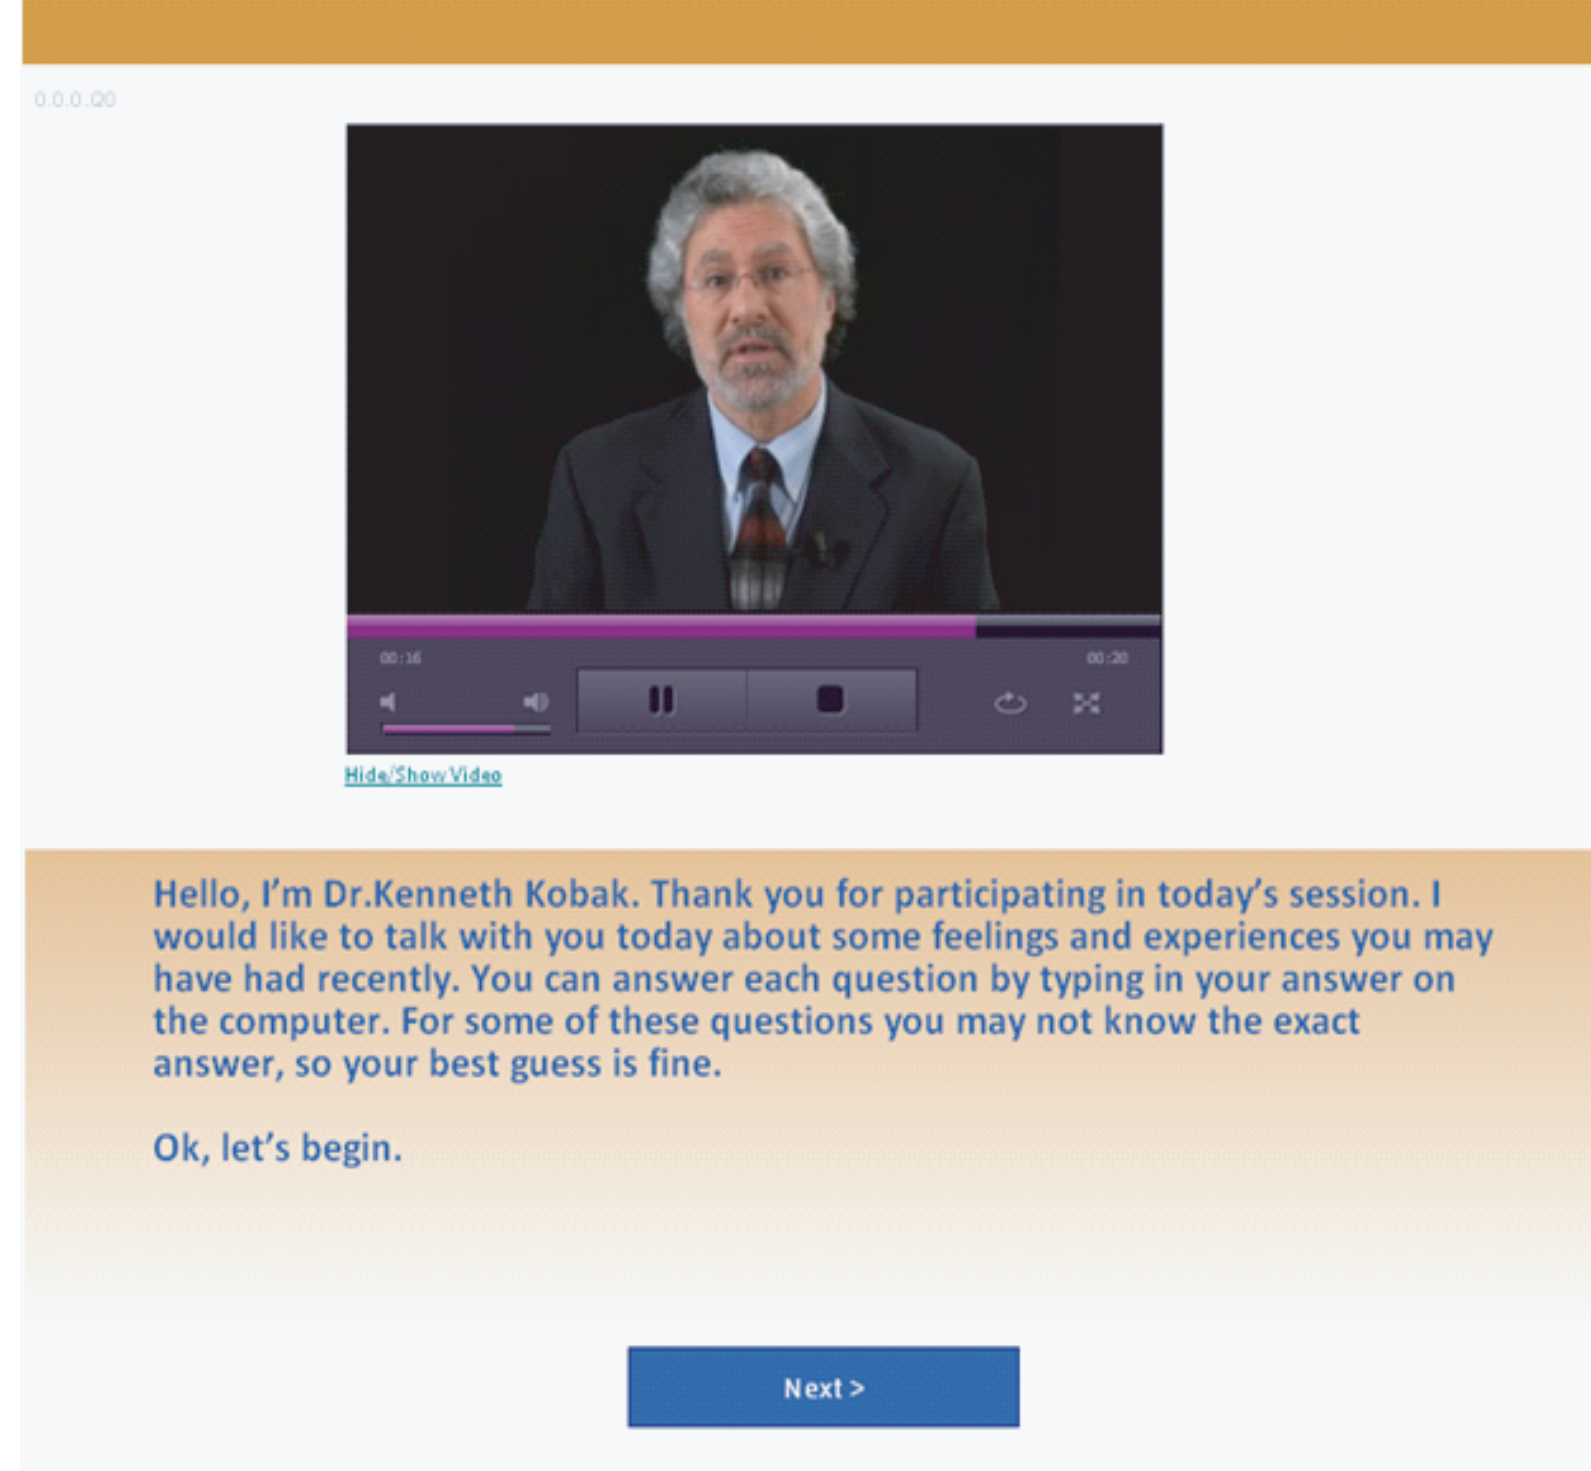 0.0.0.Q0
00:16
00:20
Hide/Show Video
Hello, I'm Dr.Kenneth Kobak. Thank you for participating in today's session. I
would like to talk with you today about some feelings and experiences you may
have had recently. You can answer each question by typing in your answer on
the computer. For some of these questions you may not know the exact
answer, so your best guess is fine.
Ok, let's begin.
Next >